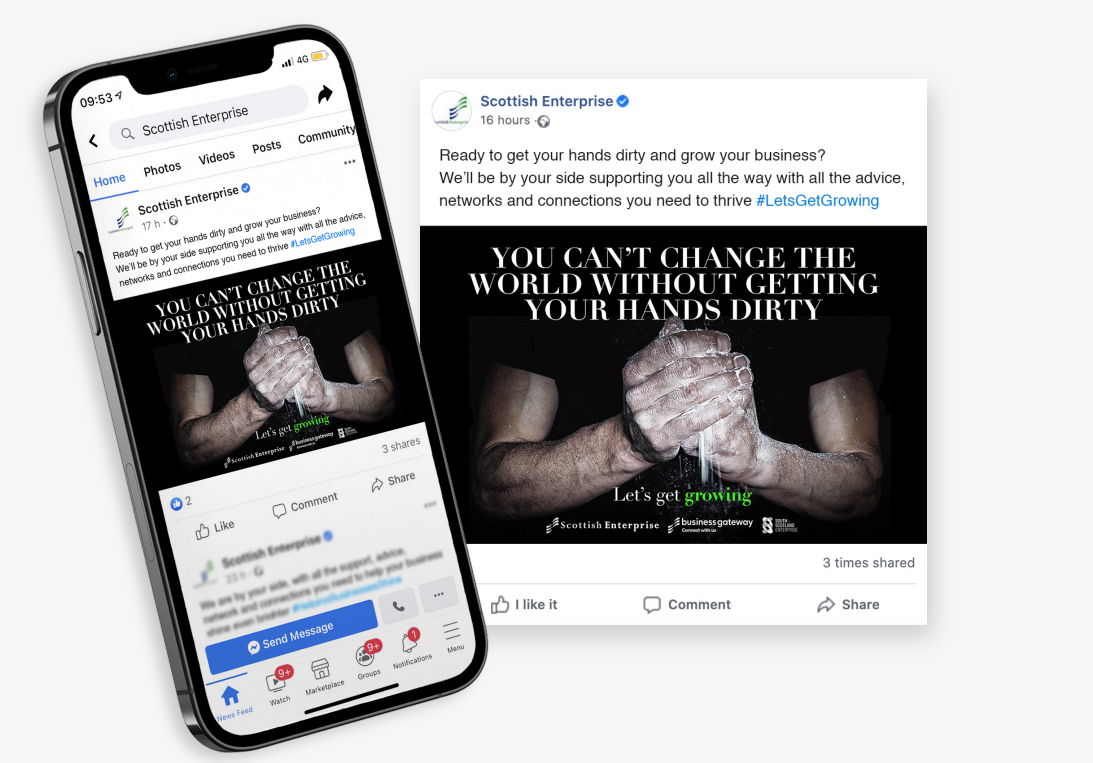 09:53
4G
Scottish Enterprise
Home Photos Videos Posts Community
Scottish Enterprise
17 h
Ready to get your hands dirty and grow your business?
We'll be by your side supporting you all the way with all the advice,
networks and connections you need to thrive #LetsGetGrowing
YOU CAN'T CHANGE THE
WORLD WITHOUT GETTING
YOUR HANDS DIRTY
Let's get growing
Scottish Enterprise
businessgateway
Connect with us
2
3 shares
Like Comment Share
Scottish Enterprise
23 h
We are by your side, with all the support, advice,
network and connections you need to help your business
shine even brighter
Send Message
9+ 9+ 1
News Feed Watch Marketplace Groups Notifications Menu
Scottish Enterprise
16 hours
Ready to get your hands dirty and grow your business?
We'll be by your side supporting you all the way with all the advice,
networks and connections you need to thrive #LetsGetGrowing
YOU CAN'T CHANGE THE
WORLD WITHOUT GETTING
YOUR HANDS DIRTY
Let's get growing
Scottish Enterprise
businessgateway
Connect with us
SOUTH of
SCOTLAND
ENTERPRISE
3 times shared
I like it Comment Share